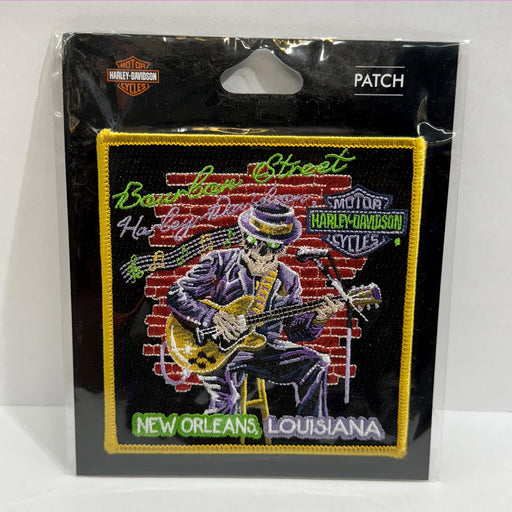 MOTOR
HARLEY-DAVIDSON
CYCLES
PATCH
Bourbon Street
Harley-Davidson
MOTOR
HARLEY-DAVIDSON
CYCLES
NEW ORLEANS, LOUISIANA